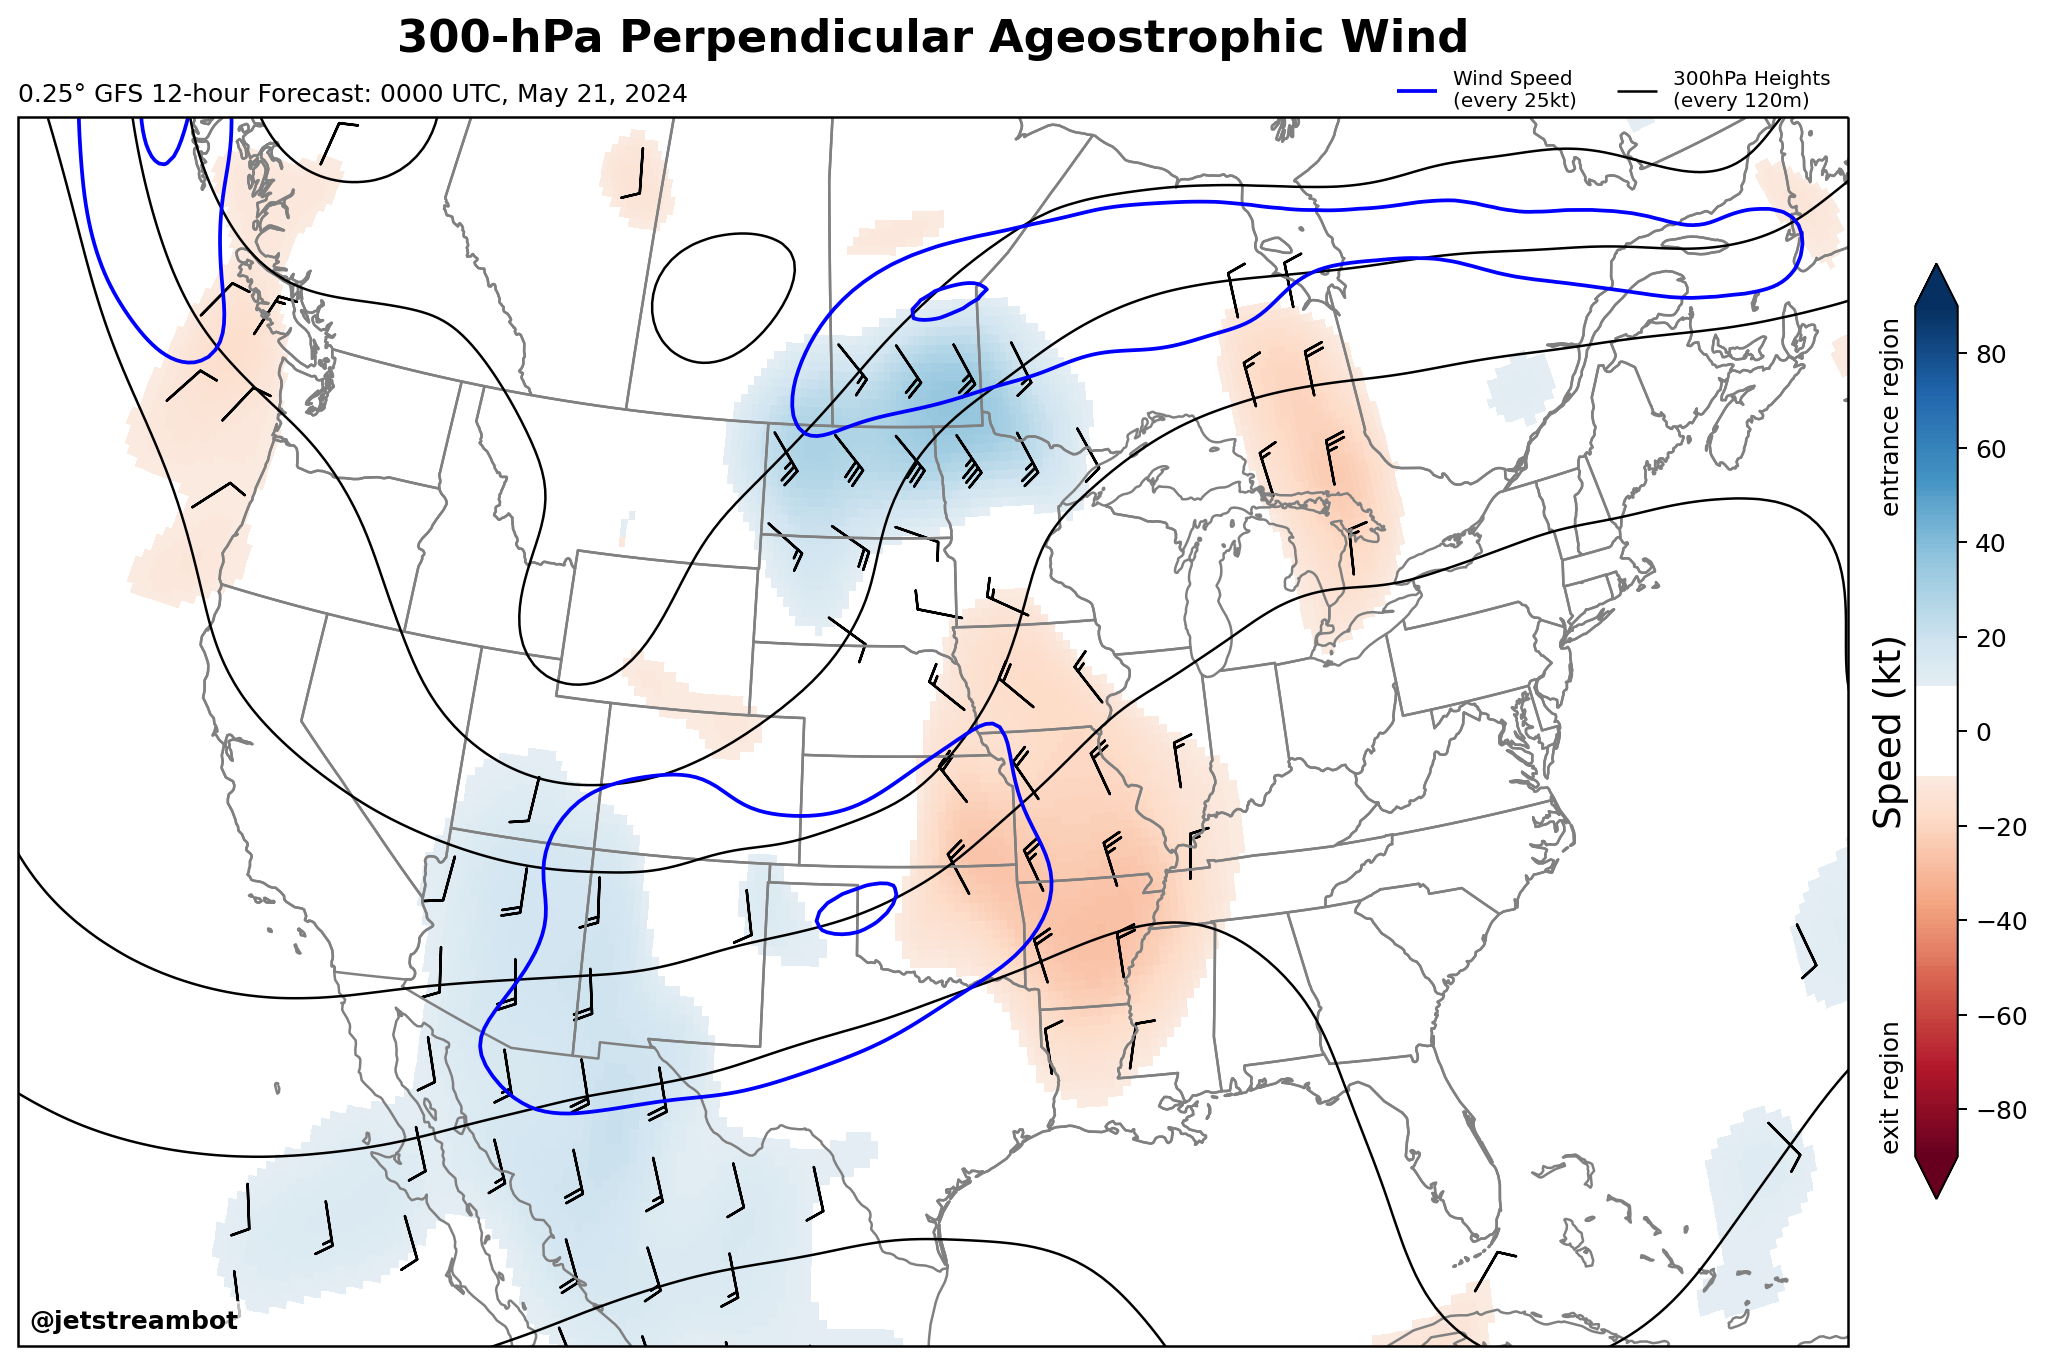 300-hPa Perpendicular Ageostrophic Wind
0.25° GFS 12-hour Forecast: 0000 UTC, May 21, 2024
Wind Speed
(every 25kt)
300hPa Heights
(every 120m)
entrance region
Speed (kt)
exit region
80
60
40
20
0
−20
−40
−60
−80
@jetstreambot